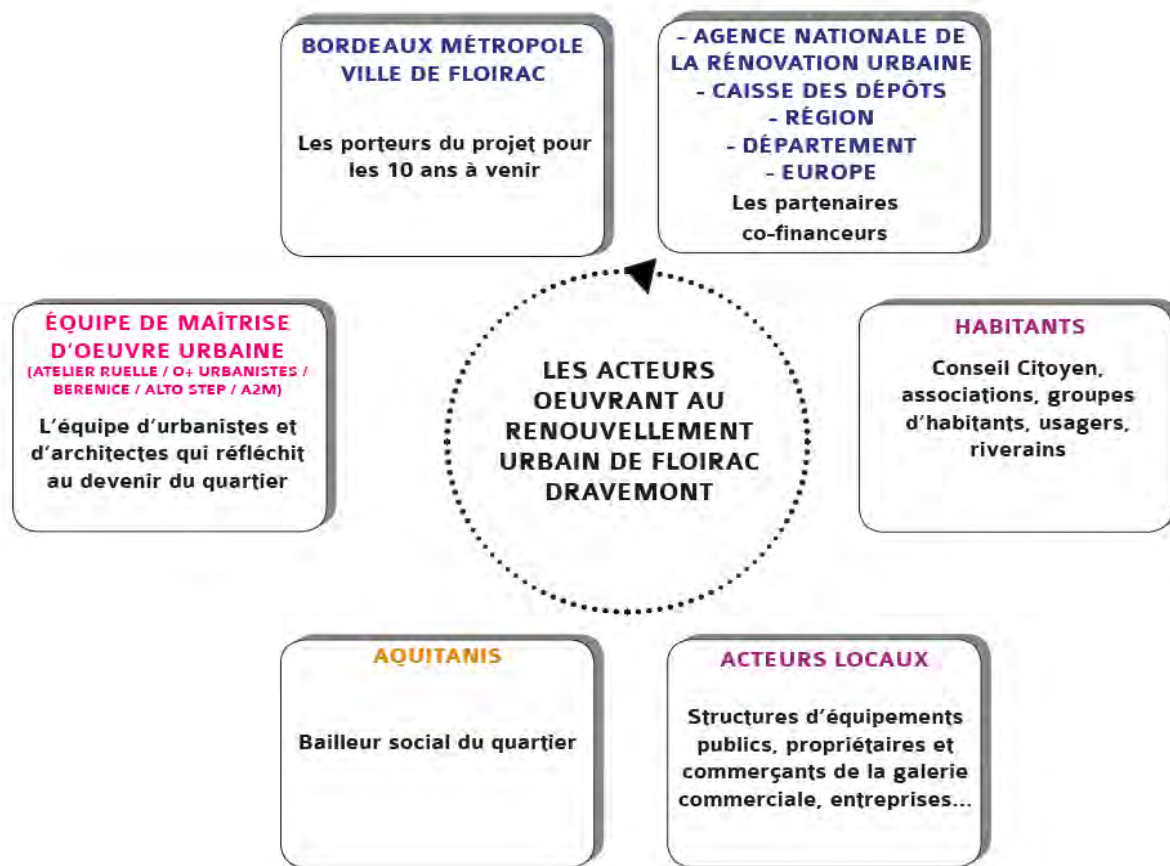 BORDEAUX MÉTROPOLE
VILLE DE FLOIRAC
Les porteurs du projet pour
les 10 ans à venir
- AGENCE NATIONALE DE
LA RÉNOVATION URBAINE
- CAISSE DES DÉPÔTS
- RÉGION
- DÉPARTEMENT
- EUROPE
Les partenaires
co-financeurs
ÉQUIPE DE MAÎTRISE
D'OEUVRE URBAINE
(ATELIER RUELLE / O+ URBANISTES /
BERENICE / ALTO STEP / A2M)
L'équipe d'urbanistes et
d'architectes qui réfléchit
au devenir du quartier
LES ACTEURS
OEUVRANT AU
RENOUVELLEMENT
URBAIN DE FLOIRAC
DRAVEMONT
HABITANTS
Conseil Citoyen,
associations, groupes
d'habitants, usagers,
riverains
AQUITANIS
Bailleur social du quartier
ACTEURS LOCAUX
Structures d'équipements
publics, propriétaires et
commerçants de la galerie
commerciale, entreprises...